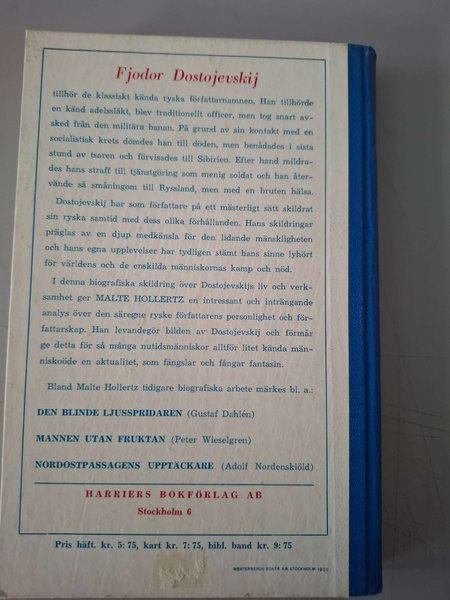 Fjodor Dostojevskij
tillhör de klassiskt kända ryska författarnamnen. Han tillhörde
en känd adelssläkt, blev traditionellt officer, men tog snart av-
sked från den militära banan. På grund av sin kontakt med en
socialistisk krets dömdes han till döden, men benådades i sista
stund av tsaren och förvisades till Sibirien. Efter hand mildra-
des hans straff till tjänstgöring som menig soldat och han åter-
vände så småningom till Ryssland, men med en bruten hälsa.
Dostojevskij har som författare på ett mästerligt sätt skildrat
sin ryska samtid med dess olika förhållanden. Hans skildringar
präglas av en djup medkänsla för den lidande mänskligheten
och hans egna upplevelser har tydligen stämt hans sinne lyhört
för världens och de enskilda människornas kamp och nöd.
I denna biografiska skildring över Dostojevskijs liv och verk-
samhet ger MALTE HOLLERTZ en intressant och inträngande
analys över den säregne ryske författarens personlighet och för-
fattarskap. Han levandegör bilden av Dostojevskij och förmår
ge detta för så många nutidsmänniskor alltför litet kända män-
niskoöde en aktualitet, som fängslar och fångar fantasin.
Bland Malte Hollertz tidigare biografiska arbete märkes bl. a.:
DEN BLINDE LJUSSPRIDAREN (Gustaf Dahlén)
MANNEN UTAN FRUKTAN (Peter Wieselgren)
NORDOSTPASSAGENS UPPTÄCKARE (Adolf Nordenskiöld)
HARRIERS BOKFÖRLAG AB
Stockholm 6
Pris häft. kr. 5:75, kart kr. 7:75, bibl. band kr. 9:75
WESTERBERGS BOKTR. A.B. STOCKHOLM